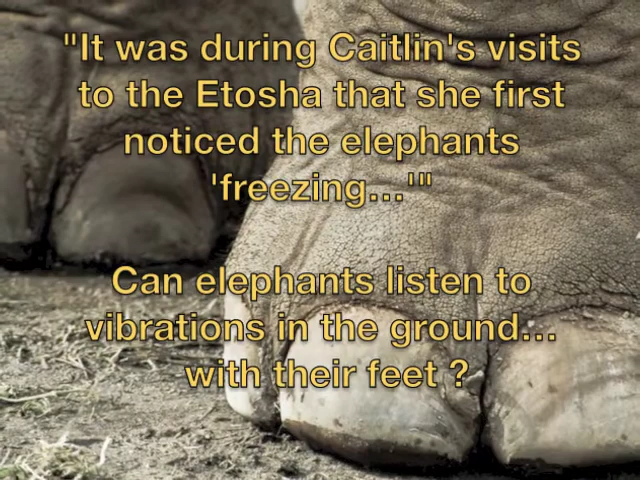 "It was during Caitlin's visits
to the Etosha that she first
noticed the elephants
'freezing...'"
Can elephants listen to
vibrations in the ground...
with their feet ?